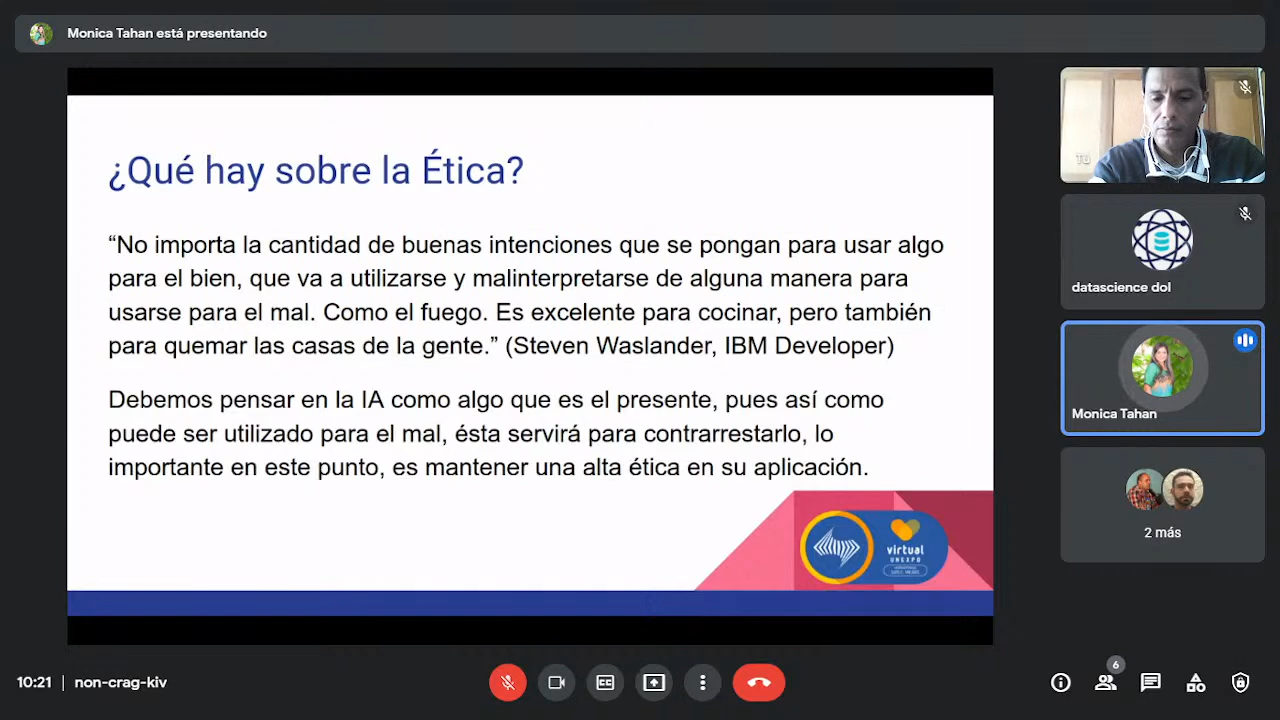 Monica Tahan está presentando
¿Qué hay sobre la Ética?
“No importa la cantidad de buenas intenciones que se pongan para usar algo
para el bien, que va a utilizarse y malinterpretarse de alguna manera para
usarse para el mal. Como el fuego. Es excelente para cocinar, pero también
para quemar las casas de la gente.” (Steven Waslander, IBM Developer)
Debemos pensar en la IA como algo que es el presente, pues así como
puede ser utilizado para el mal, ésta servirá para contrarrestarlo, lo
importante en este punto, es mantener una alta ética en su aplicación.
virtual
UNEXPO
Tú
datascience dol
Monica Tahan
2 más
10:21 | non-crag-kiv
6